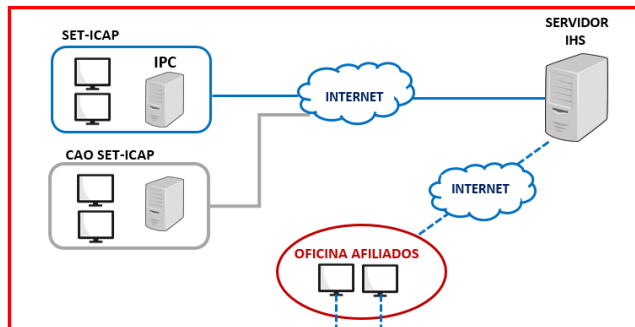 SET-ICAP
IPC
SERVIDOR
IHS
INTERNET
CAO SET-ICAP
INTERNET
OFICINA AFILIADOS